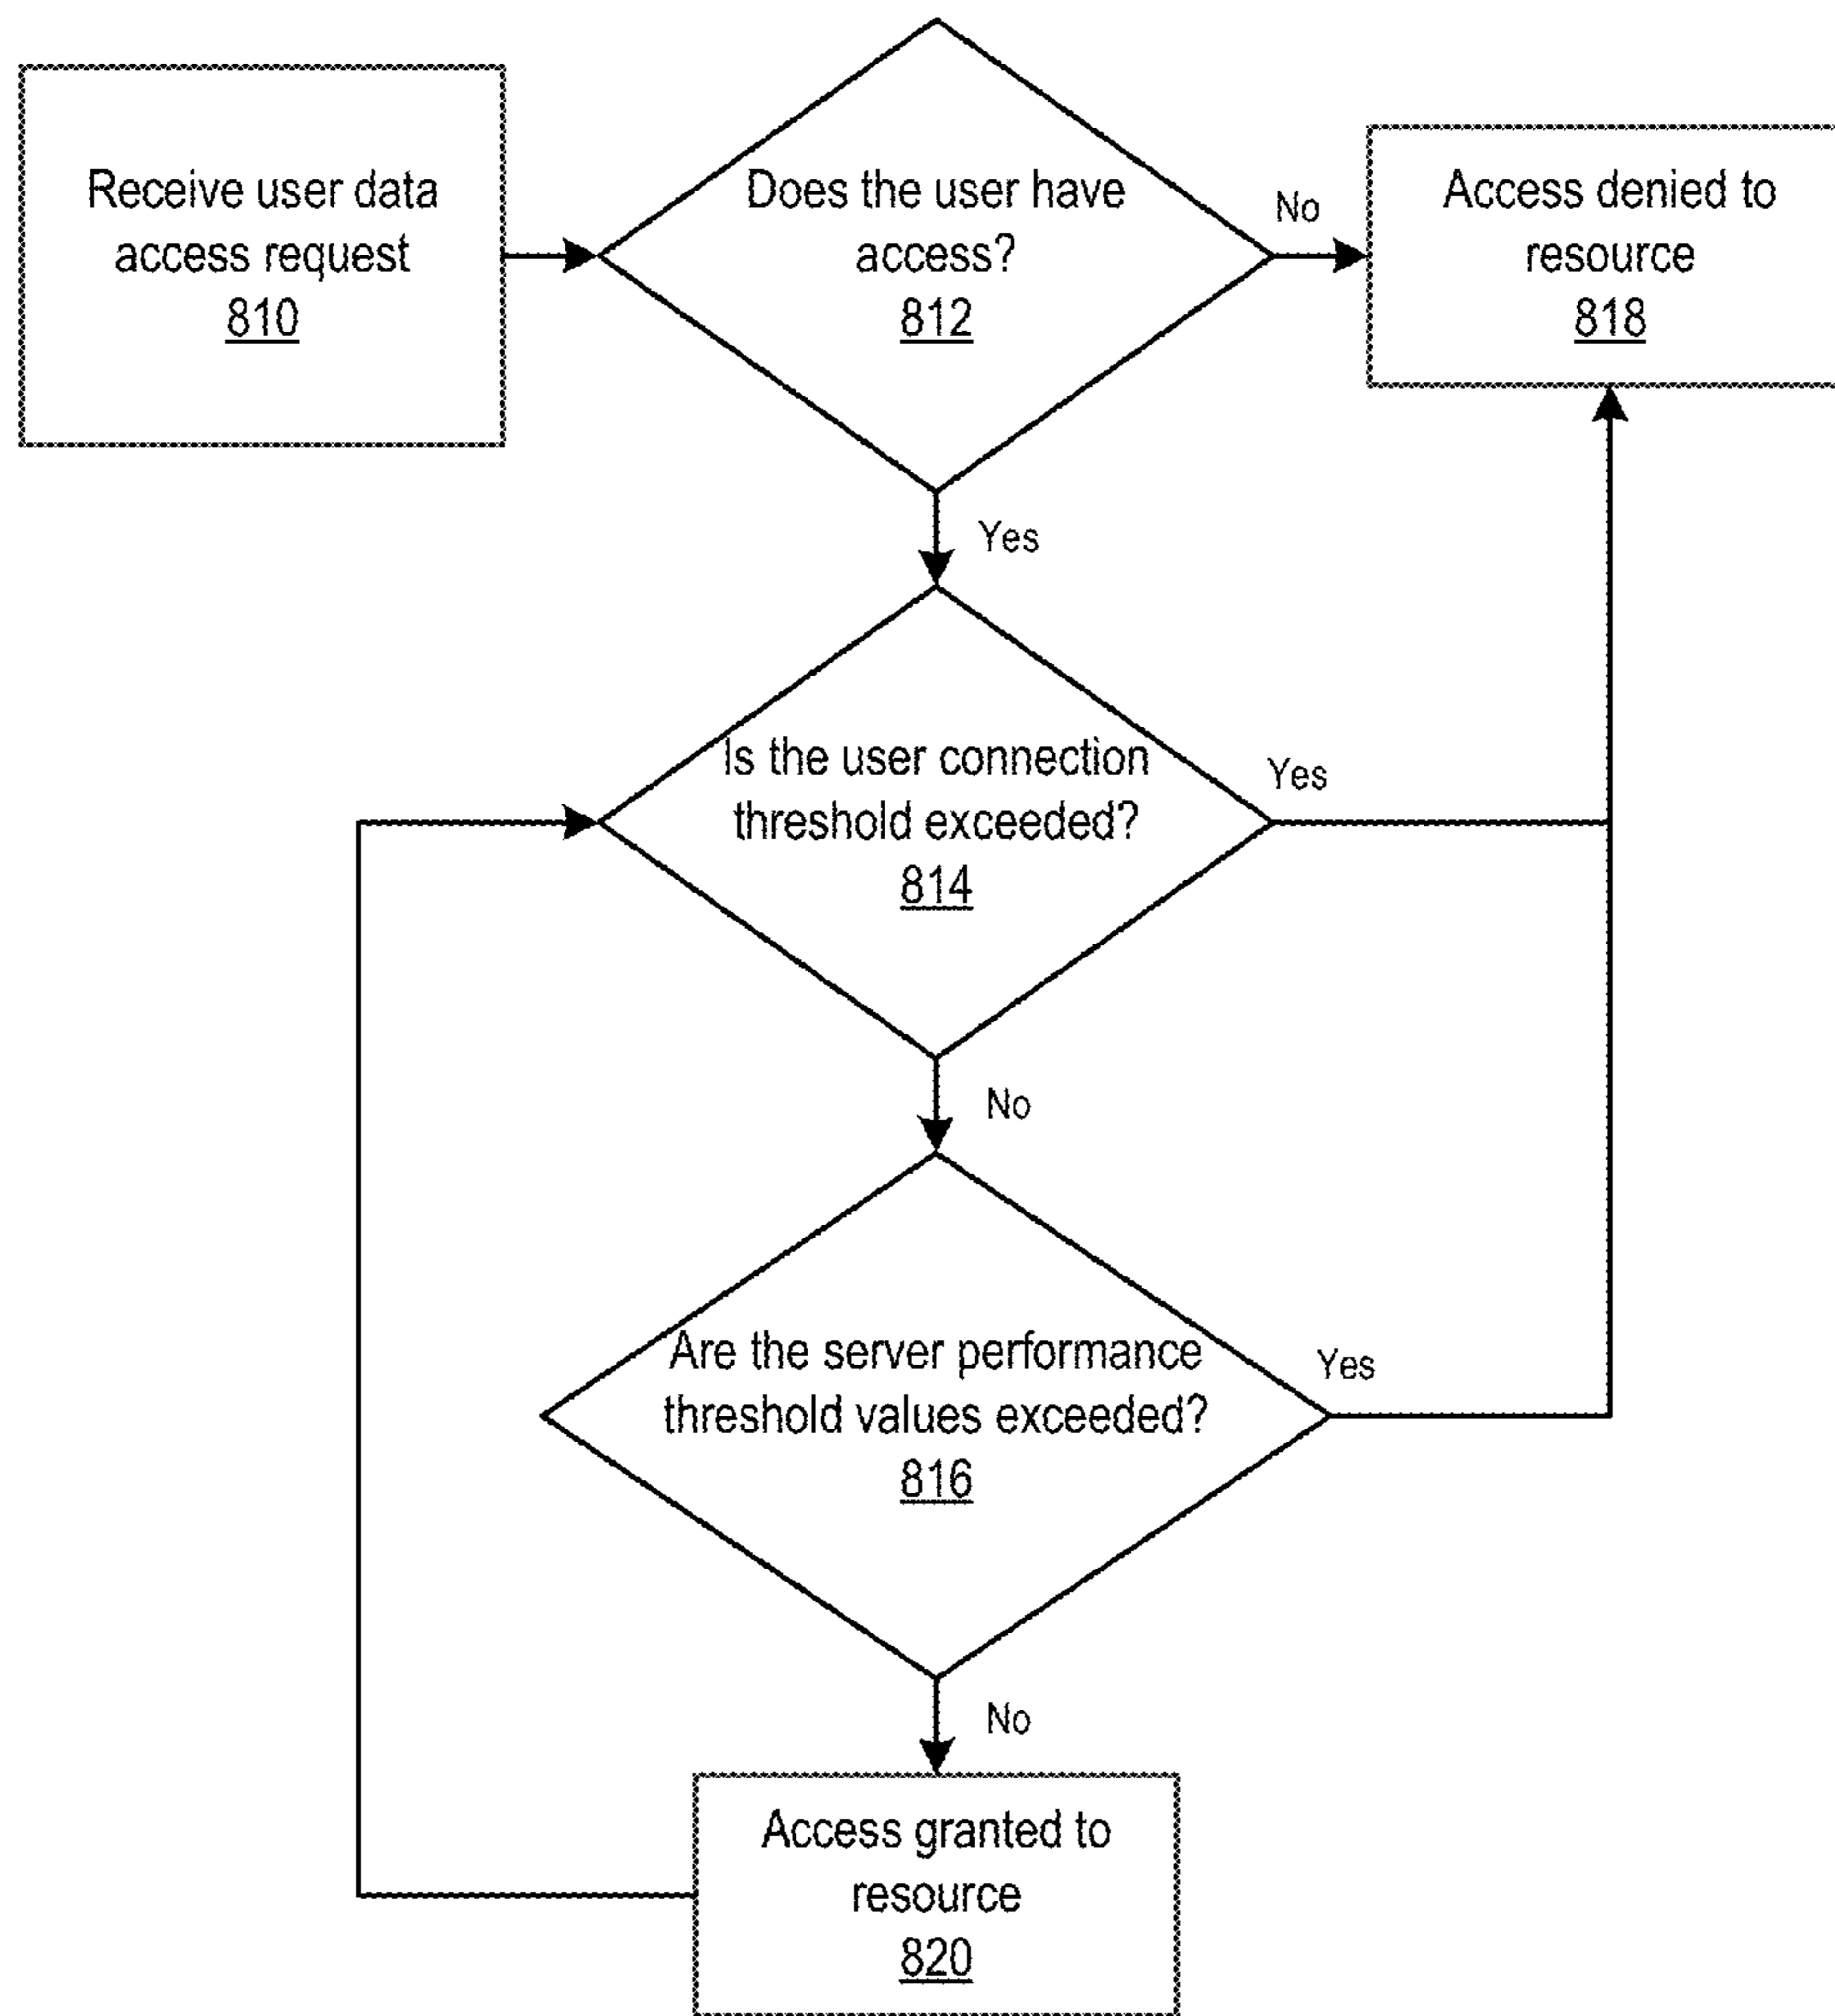 Receive user data
access request
810
Does the user have
access?
812
No
Access denied to
resource
818
Yes
Is the user connection
threshold exceeded?
814
Yes
No
Are the server performance
threshold values exceeded?
816
Yes
No
Access granted to
resource
820